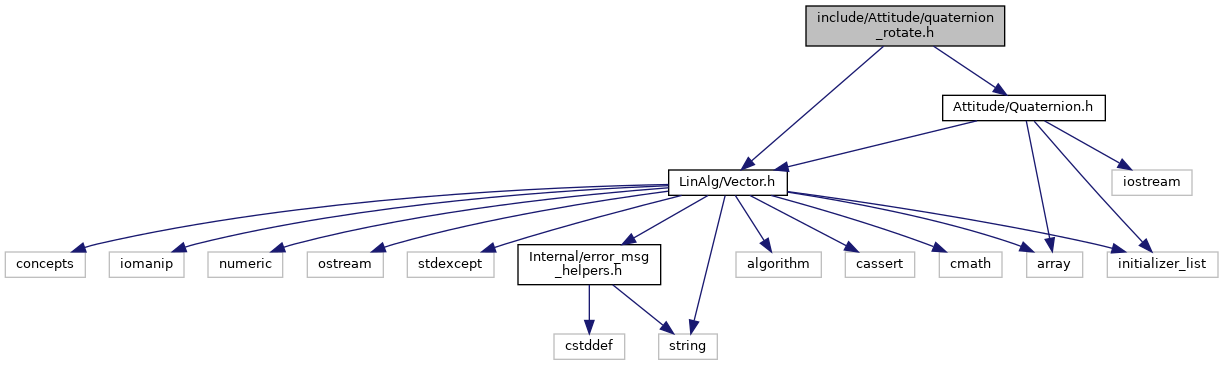 include/Attitude/quaternion
_rotate.h
Attitude/Quaternion.h
LinAlg/Vector.h
iostream
concepts
iomanip
numeric
ostream
stdexcept
Internal/error_msg
_helpers.h
algorithm
cassert
cmath
array
initializer_list
cstddef
string